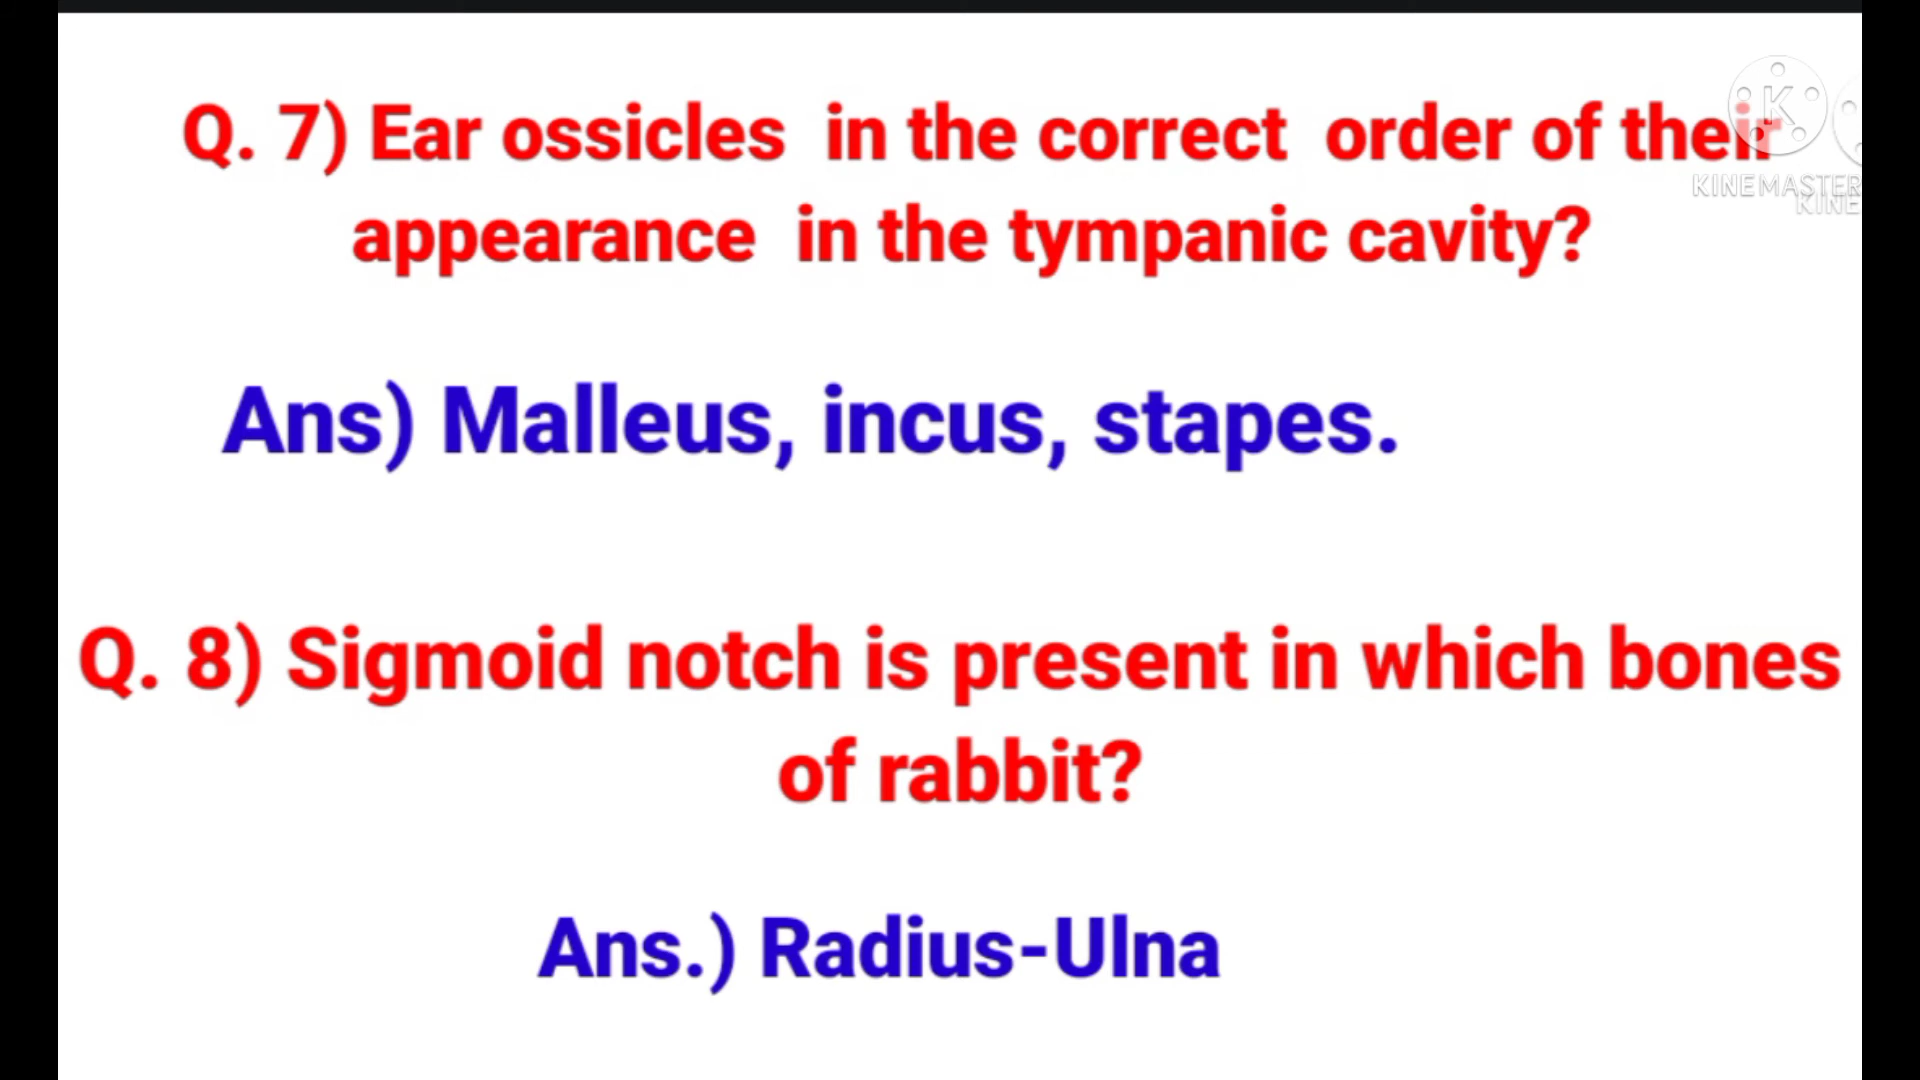 Q. 7) Ear ossicles in the correct order of their
appearance in the tympanic cavity?
K
KINEMASTER
KINE
Ans) Malleus, incus, stapes.
Q. 8) Sigmoid notch is present in which bones
of rabbit?
Ans.) Radius-Ulna